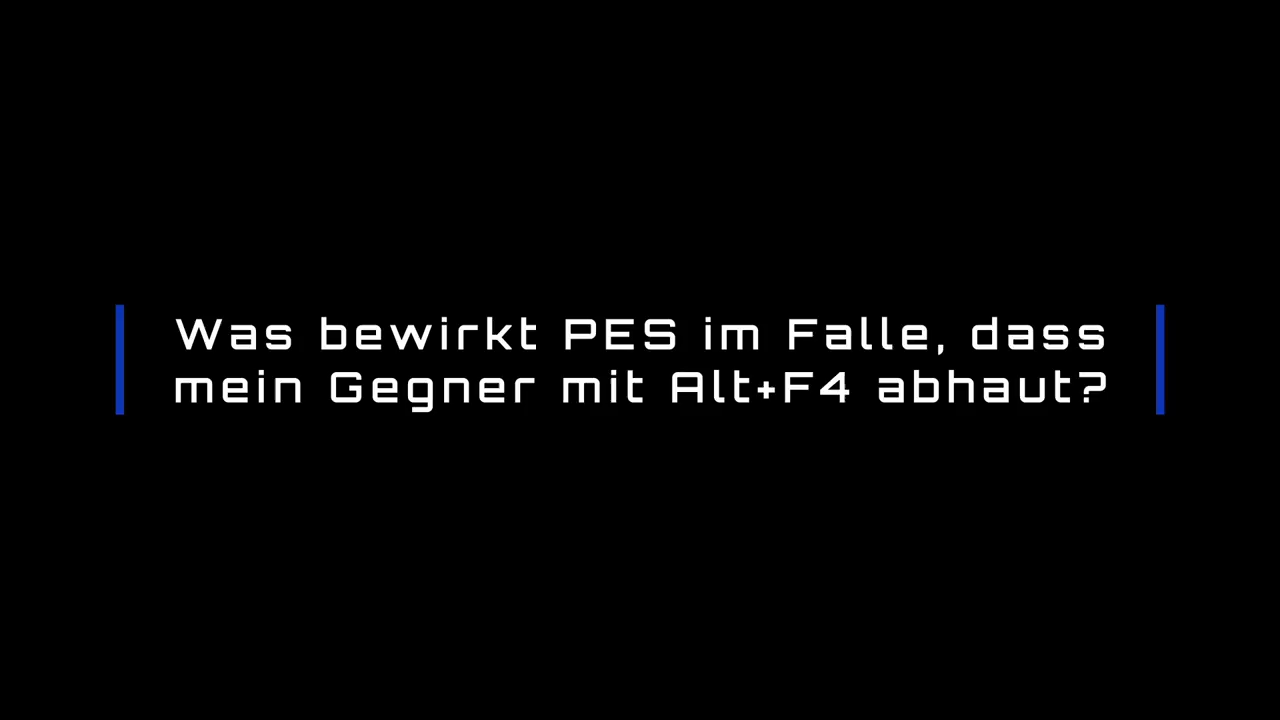 Was bewirkt PES im Falle, dass
mein Gegner mit Alt+F4 abhaut?